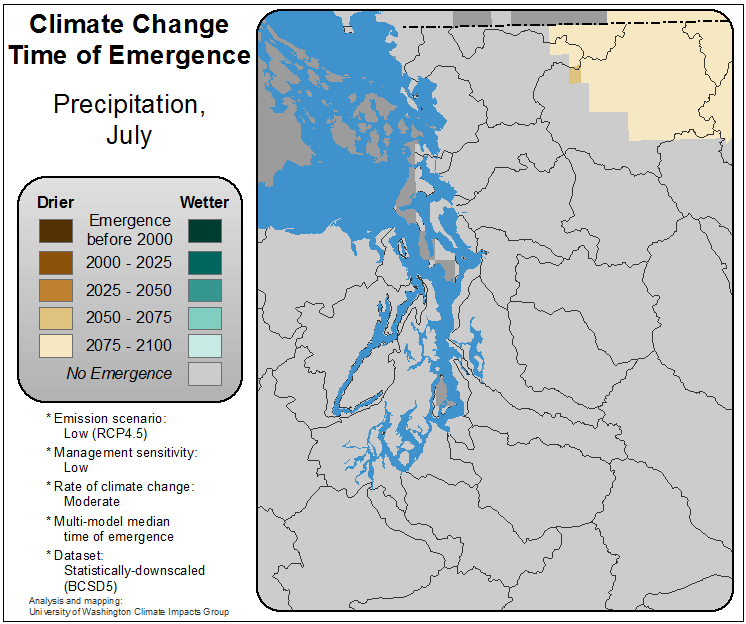 Climate Change
Time of Emergence
Precipitation,
July
Drier
Wetter
Emergence
before 2000
2000 - 2025
2025 - 2050
2050 - 2075
2075 - 2100
No Emergence
* Emission scenario:
Low (RCP4.5)
* Management sensitivity:
Low
* Rate of climate change:
Moderate
* Multi-model median
time of emergence
* Dataset:
Statistically-downscaled
(BCSD5)
Analysis and mapping:
University of Washington Climate Impacts Group